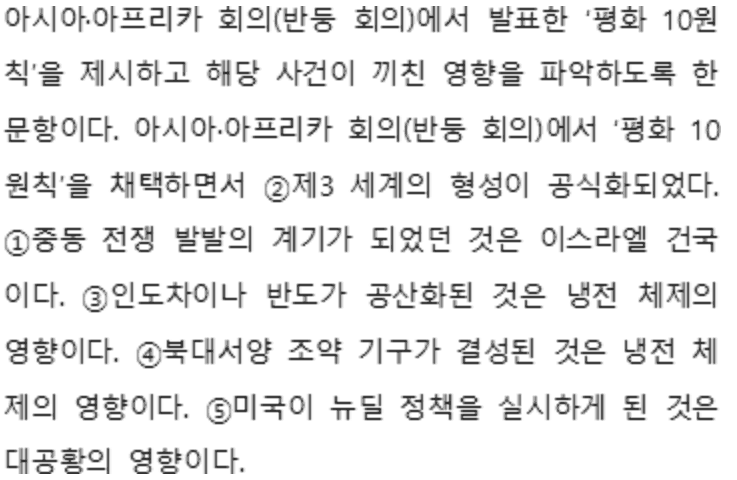 아시아·아프리카 회의(반둥 회의)에서 발표한 '평화 10원
칙'을 제시하고 해당 사건이 끼친 영향을 파악하도록 한
문항이다. 아시아·아프리카 회의(반둥 회의)에서 '평화 10
원칙'을 채택하면서 ②제3 세계의 형성이 공식화되었다.
①중동 전쟁 발발의 계기가 되었던 것은 이스라엘 건국
이다. ③인도차이나 반도가 공산화된 것은 냉전 체제의
영향이다. ④북대서양 조약 기구가 결성된 것은 냉전 체
제의 영향이다. ⑤미국이 뉴딜 정책을 실시하게 된 것은
대공황의 영향이다.